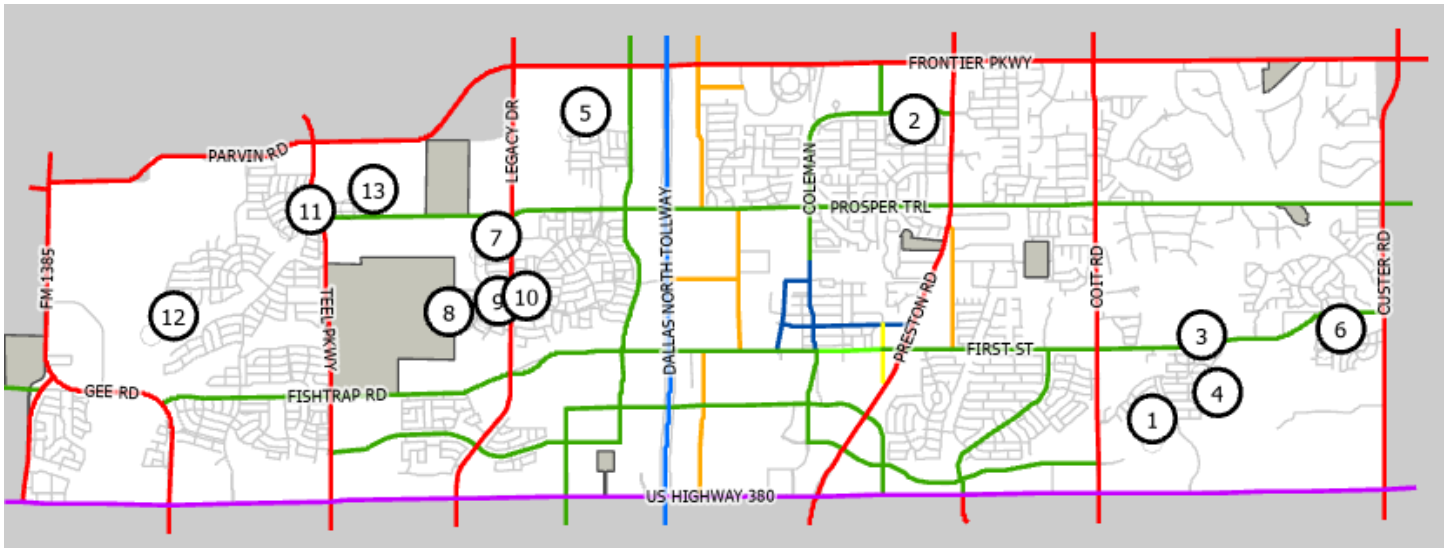 FRONTIER PKWY
5
LEGACY DR
2
PARVIN RD
COLEMAN
13
11
PROSPER TRL
7
DALLAS NORTH TOLLWAY
FM 1385
COIT RD
CUSTER RD
8
9
10
12
TEEL PKWY
PRESTON RD
3
6
FIRST ST
GEE RD
FISHTRAP RD
4
1
US HIGHWAY 380